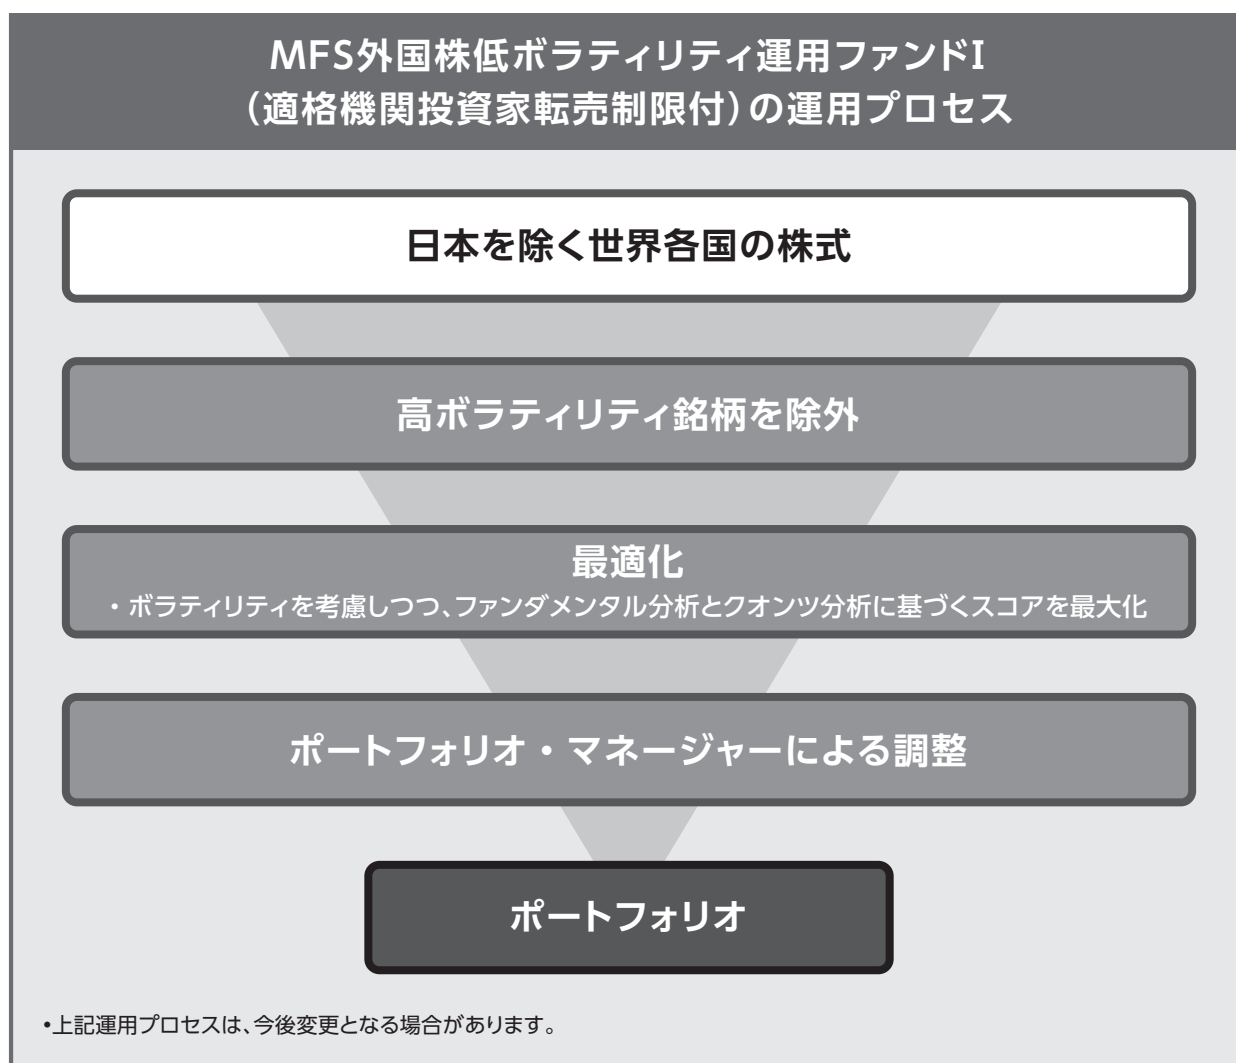 MFS外国株低ボラティリティ運用ファンドI
（適格機関投資家転売制限付）の運用プロセス
日本を除く世界各国の株式
高ボラティリティ銘柄を除外
最適化
・ボラティリティを考慮しつつ、ファンダメンタル分析とクオンツ分析に基づくスコアを最大化
ポートフォリオ・マネージャーによる調整
ポートフォリオ
•上記運用プロセスは、今後変更となる場合があります。